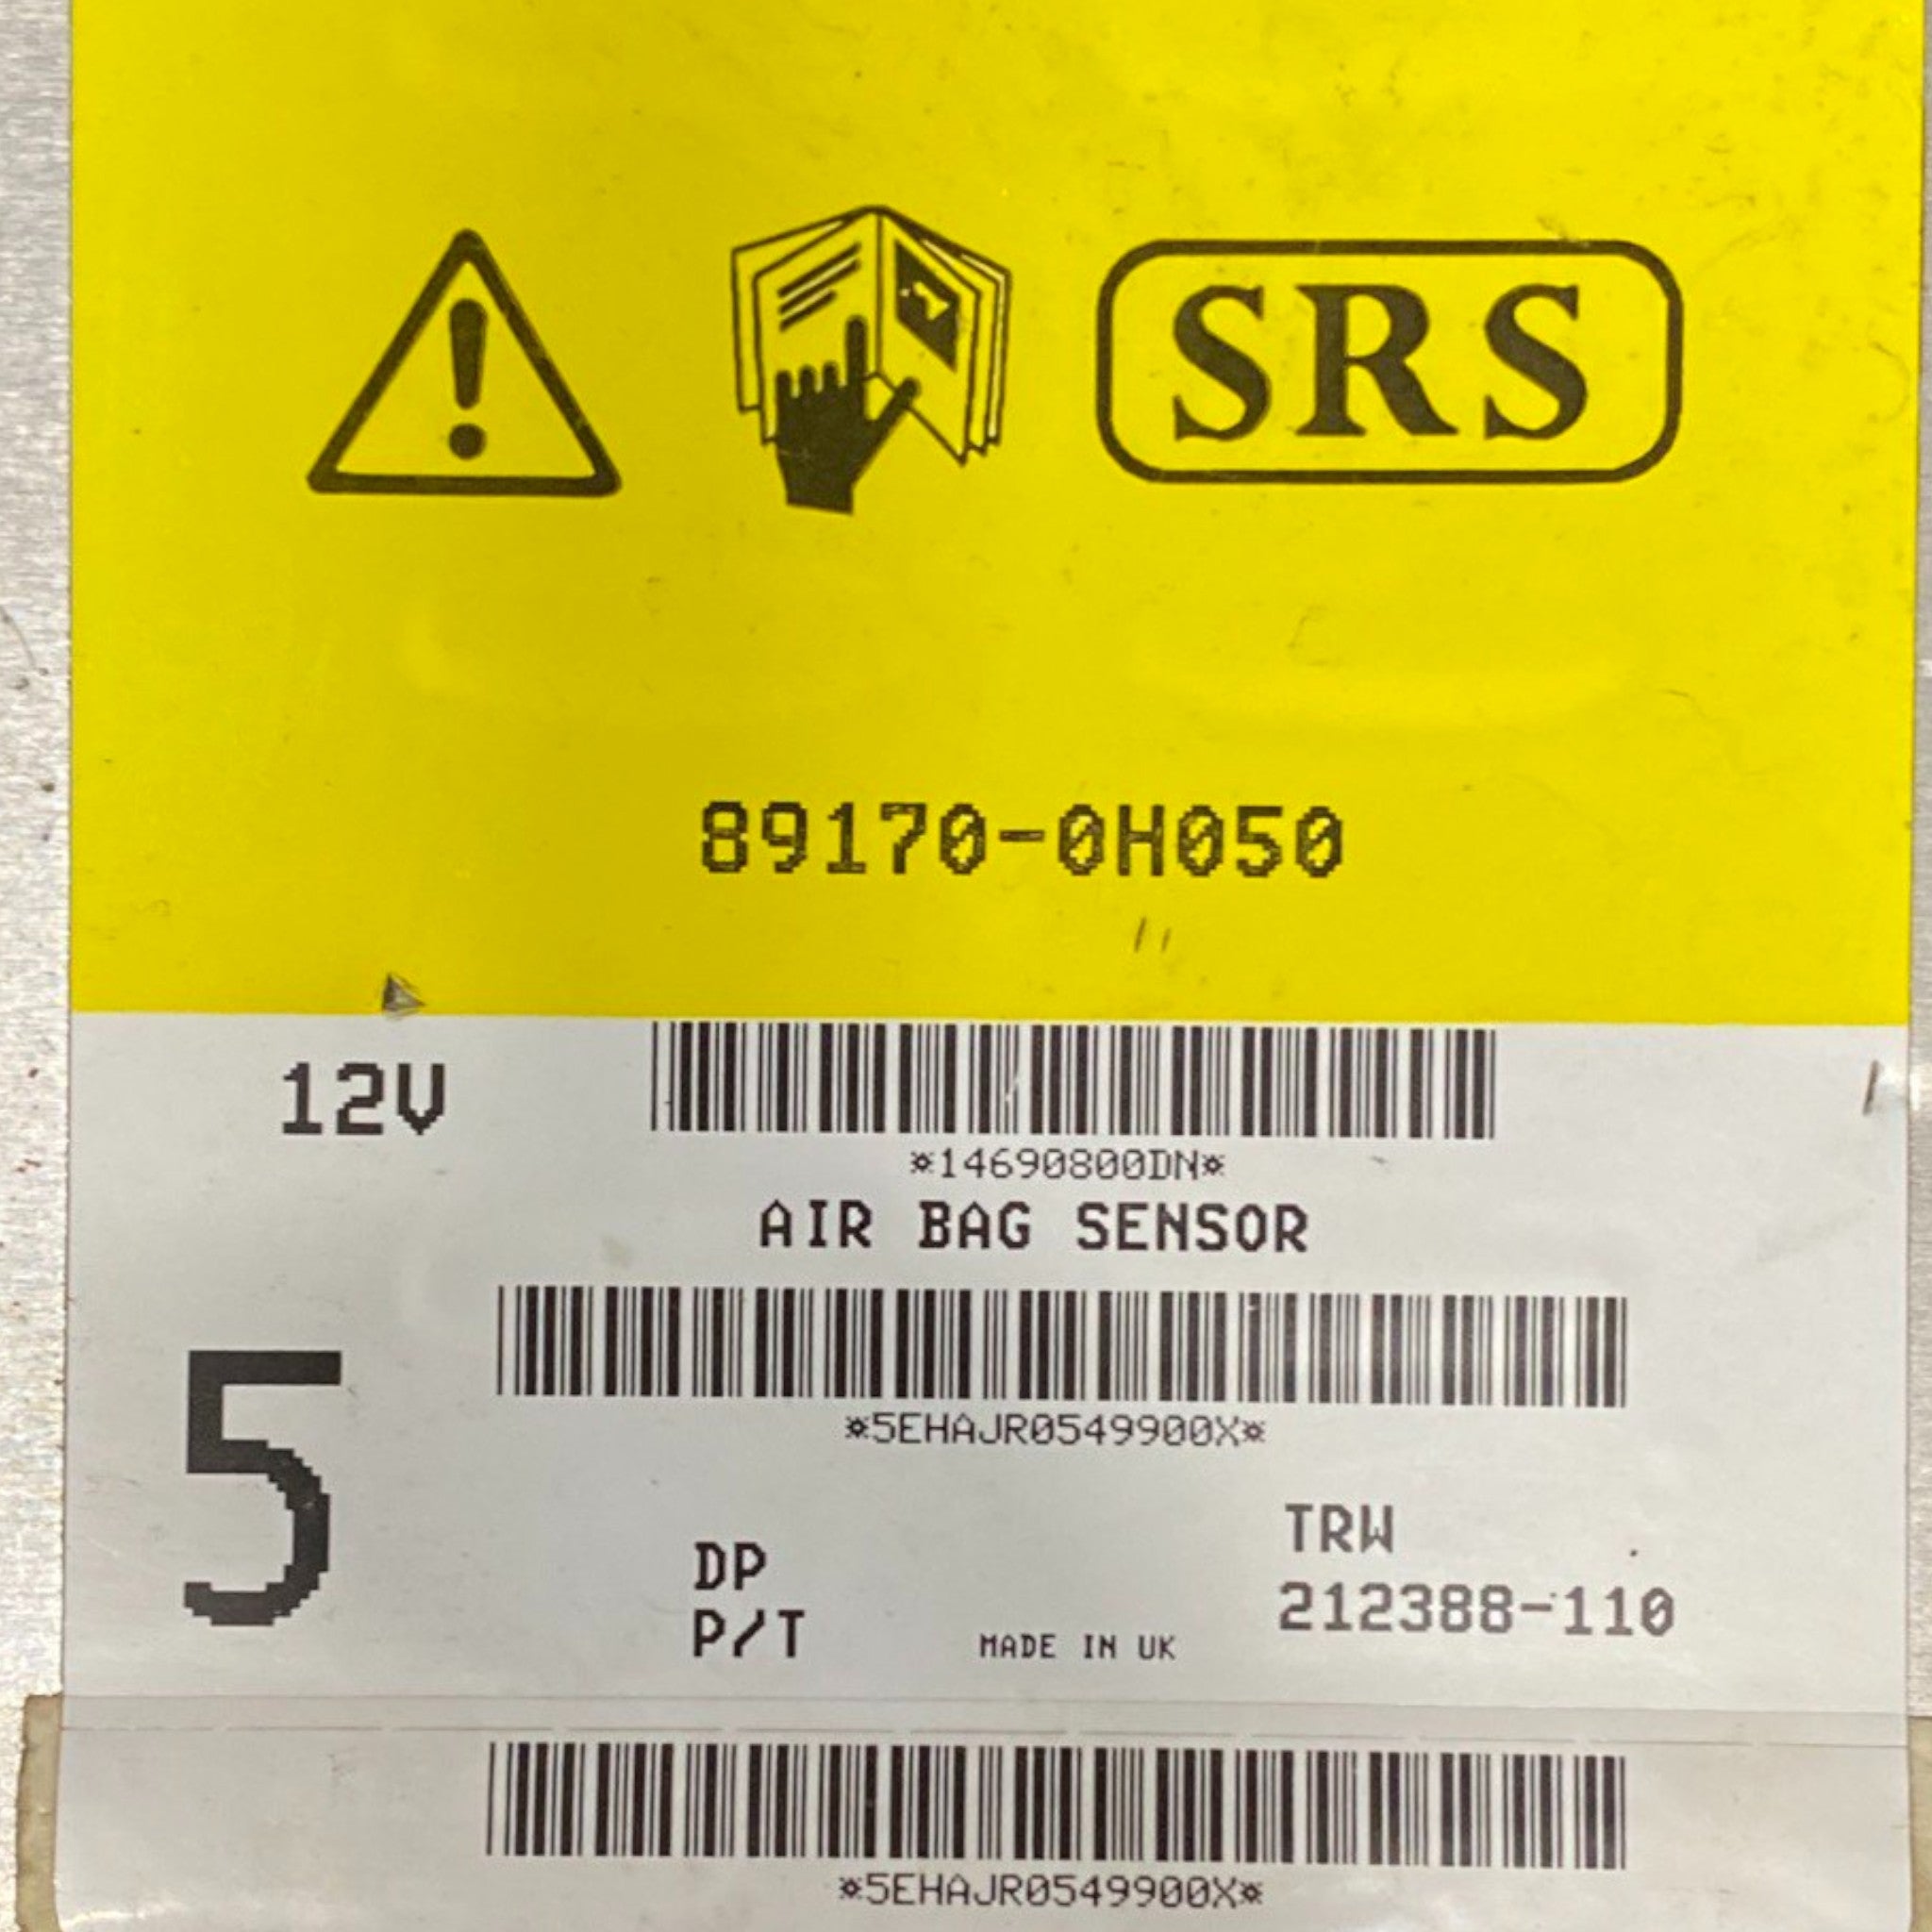 SRS
89170-0H050
12V
*14690800DN*
AIR BAG SENSOR
*5EHAJR0549900X*
5
TRW
DP
212388-110
P/T
MADE IN UK
*5EHAJR0549900X*